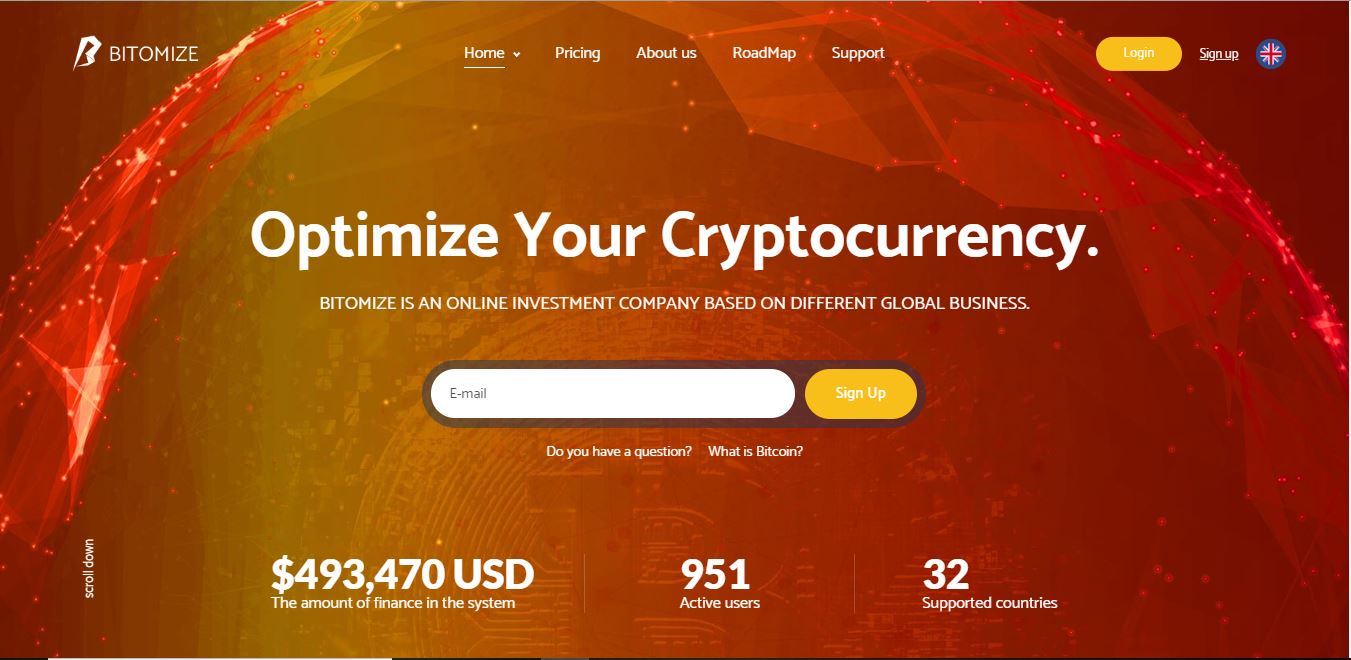 BITOMIZE
Home
Pricing
About us
RoadMap
Support
Login
Sign up
Optimize Your Cryptocurrency.
BITOMIZE IS AN ONLINE INVESTMENT COMPANY BASED ON DIFFERENT GLOBAL BUSINESS.
E-mail
Sign Up
Do you have a question?
What is Bitcoin?
scroll down
$493,470 USD
The amount of finance in the system
951
Active users
32
Supported countries